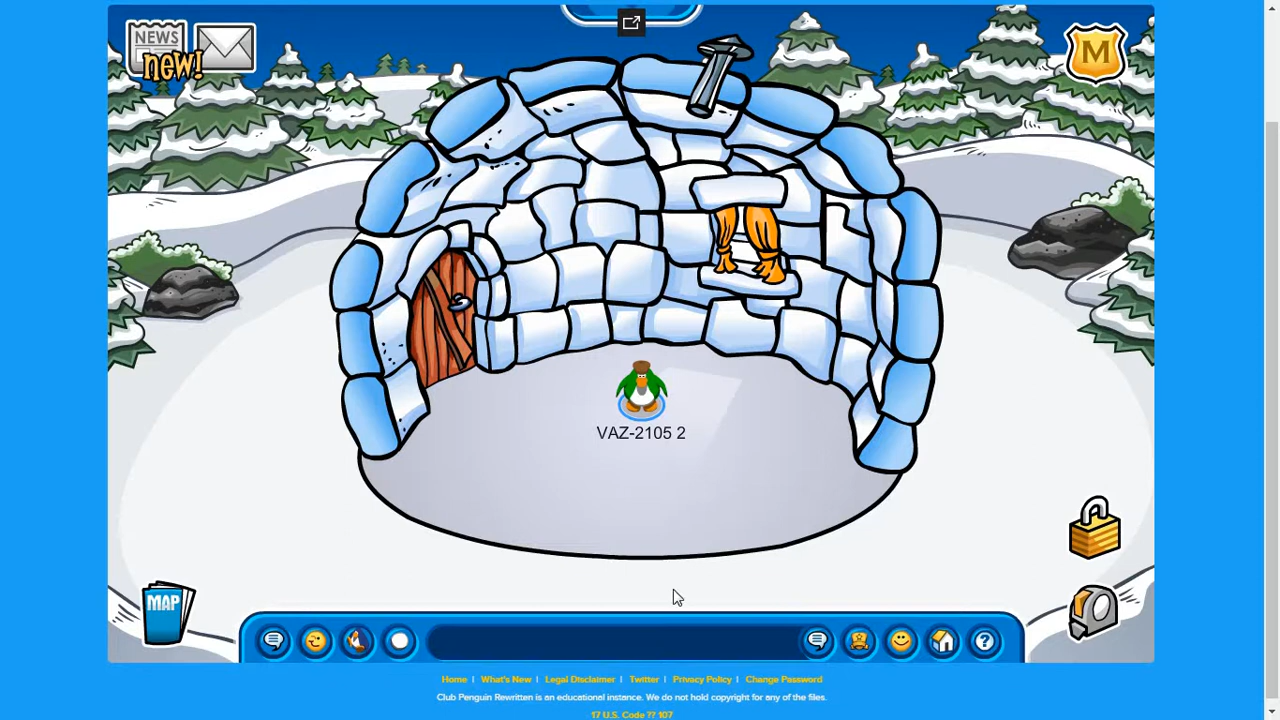 NEWS
new!
M
VAZ-2105 2
MAP
?
Home | What's New | Legal Disclaimer | Twitter | Privacy Policy | Change Password
Club Penguin Rewritten is an educational instance. We do not hold copyright for any of the files.
17 U.S. Code ?? 107